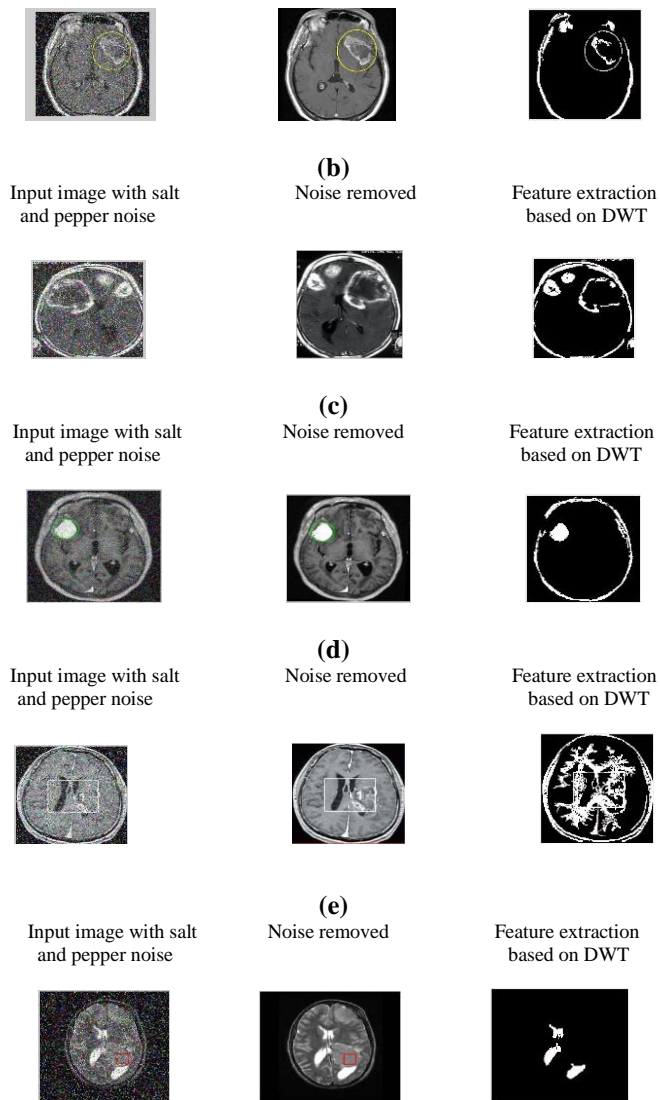 (b)
Input image with salt and pepper noise
Noise removed
Feature extraction based on DWT
(c)
Input image with salt and pepper noise
Noise removed
Feature extraction based on DWT
(d)
Input image with salt and pepper noise
Noise removed
Feature extraction based on DWT
(e)
Input image with salt and pepper noise
Noise removed
Feature extraction based on DWT